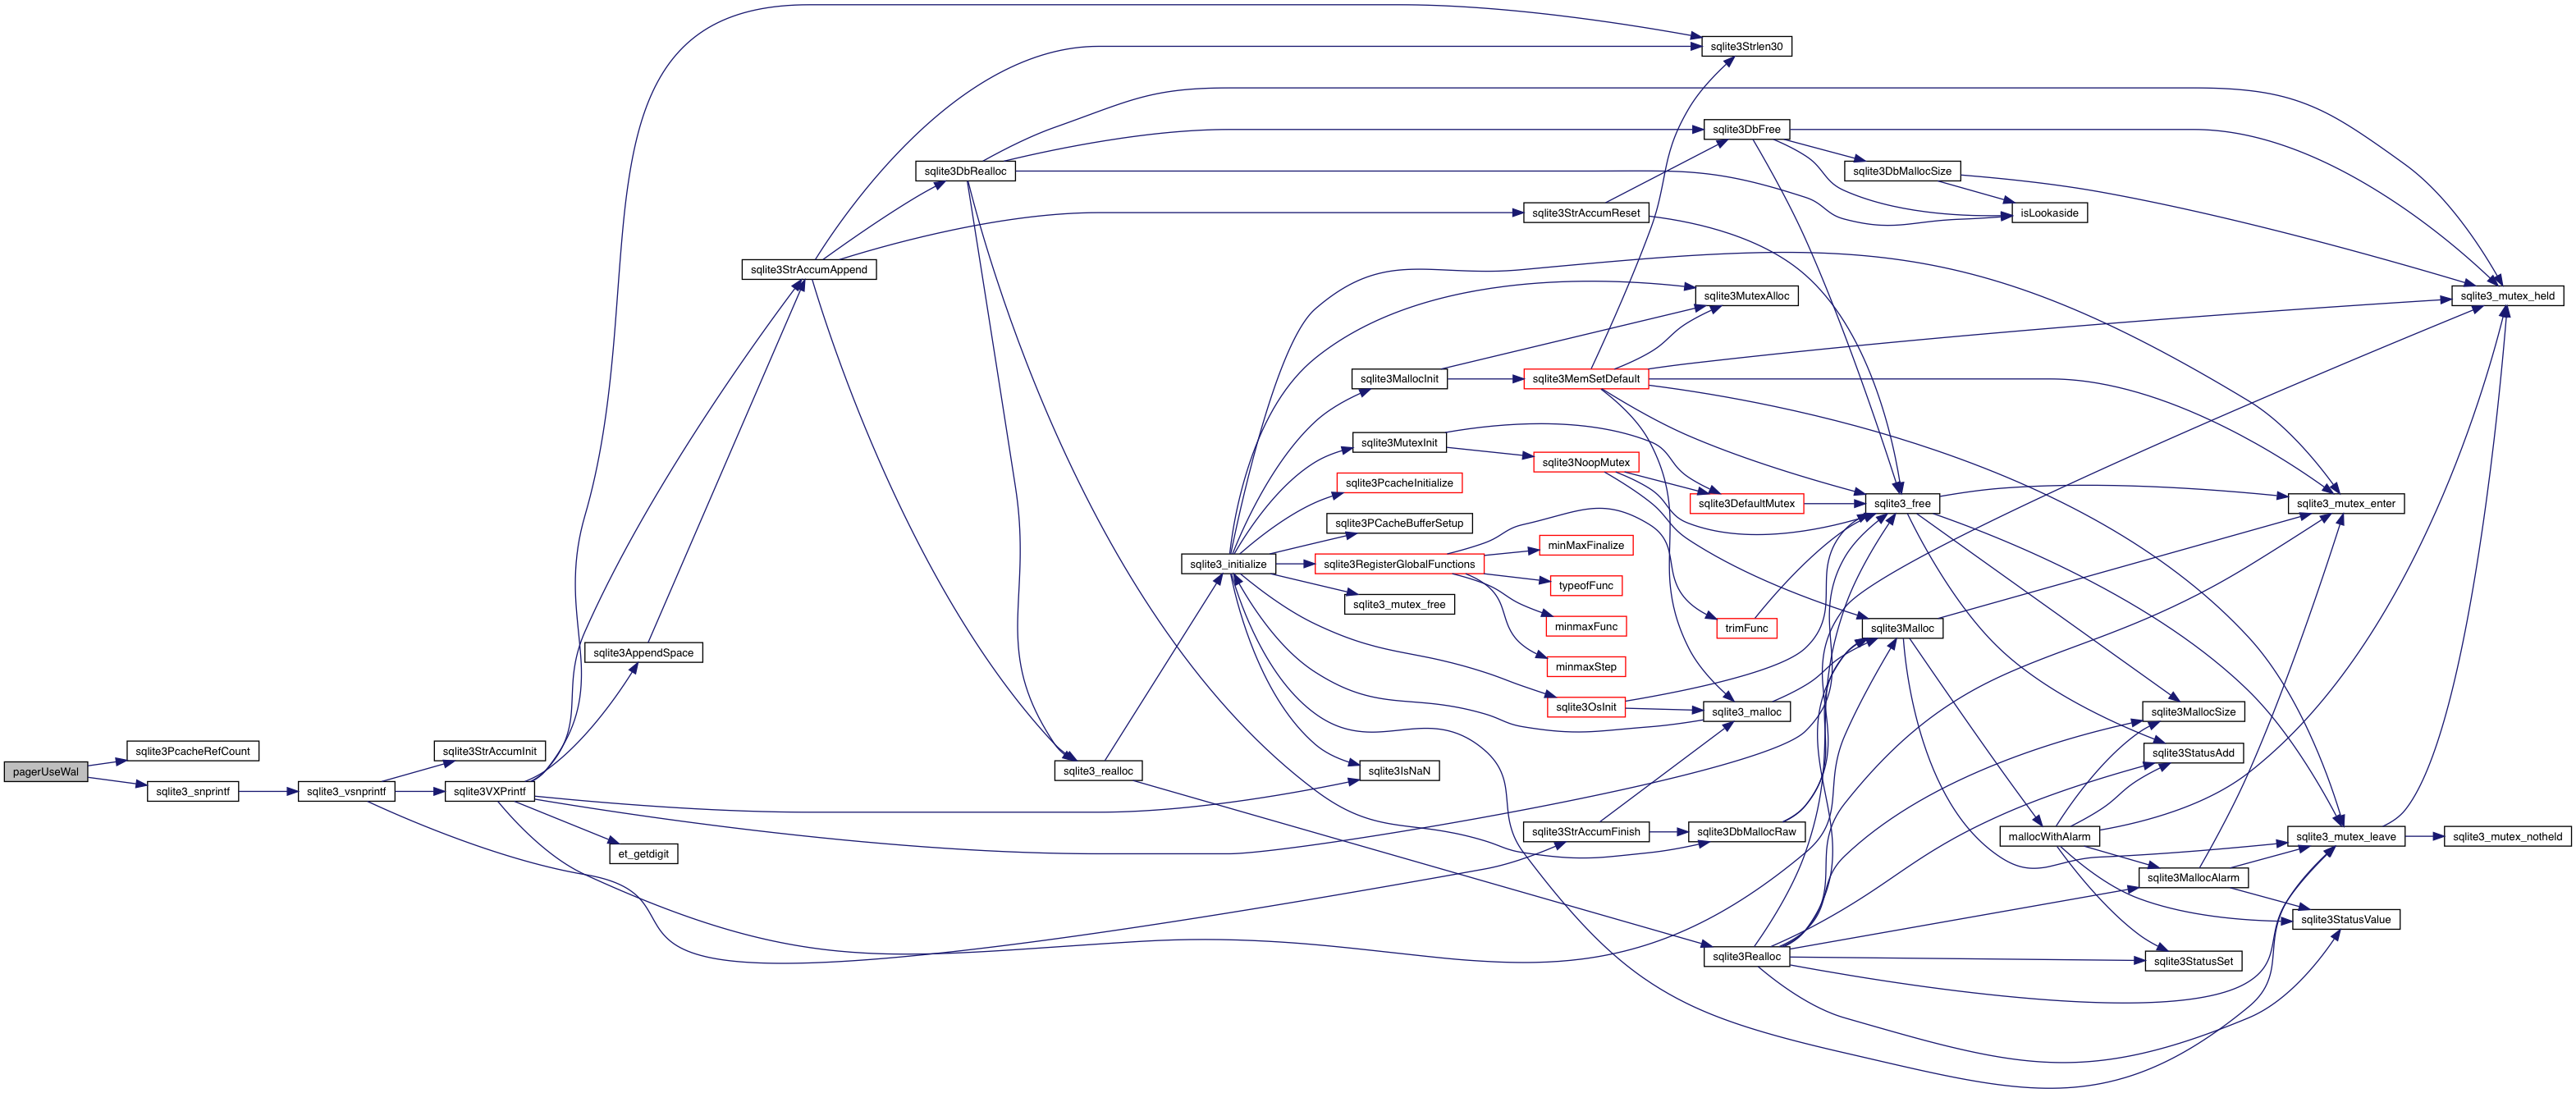 pagerUseWal
sqlite3PcacheRefCount
sqlite3_snprintf
sqlite3_vsnprintf
sqlite3StrAccumInit
sqlite3VXPrintf
sqlite3AppendSpace
et_getdigit
sqlite3StrAccumAppend
sqlite3DbRealloc
sqlite3_realloc
sqlite3_initialize
sqlite3MallocInit
sqlite3MutexInit
sqlite3PcacheInitialize
sqlite3PCacheBufferSetup
sqlite3RegisterGlobalFunctions
sqlite3_mutex_free
sqlite3IsNaN
sqlite3StrAccumReset
sqlite3MemSetDefault
sqlite3NoopMutex
minMaxFinalize
typeofFunc
minmaxFunc
minmaxStep
sqlite3OsInit
sqlite3StrAccumFinish
sqlite3Strlen30
sqlite3DbFree
sqlite3MutexAlloc
sqlite3DefaultMutex
trimFunc
sqlite3_malloc
sqlite3DbMallocRaw
sqlite3Realloc
sqlite3DbMallocSize
sqlite3_free
sqlite3Malloc
isLookaside
mallocWithAlarm
sqlite3MallocSize
sqlite3StatusAdd
sqlite3MallocAlarm
sqlite3StatusSet
sqlite3_mutex_enter
sqlite3_mutex_leave
sqlite3StatusValue
sqlite3_mutex_held
sqlite3_mutex_notheld